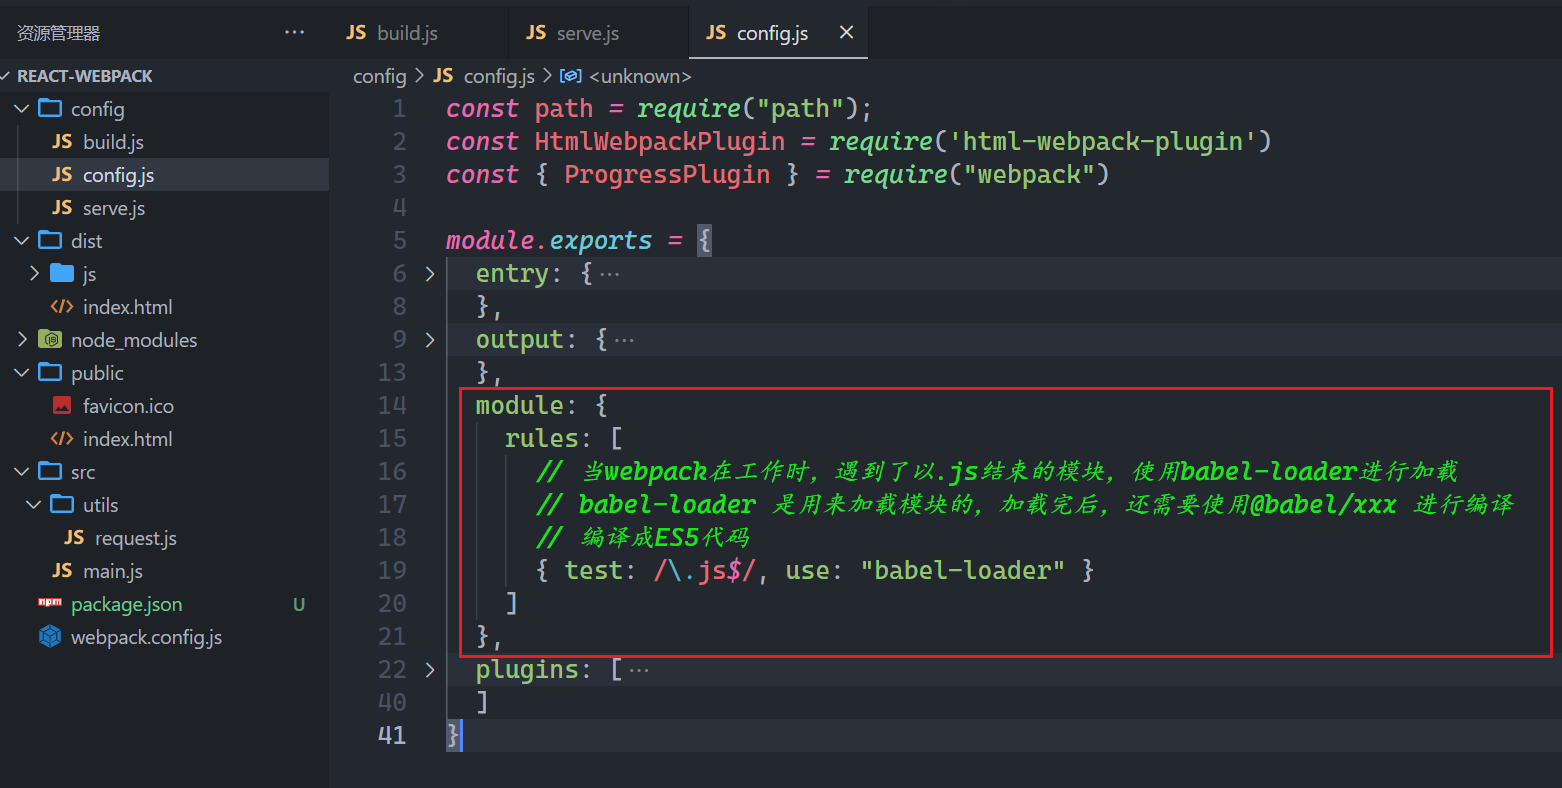 资源管理器 ...
JS build.js
JS serve.js
JS config.js
REACT-WEBPACK
config
JS build.js
JS config.js
JS serve.js
dist
js
index.html
node_modules
public
favicon.ico
index.html
src
utils
JS request.js
JS main.js
package.json U
webpack.config.js
config > JS config.js > <unknown>
1 const path = require("path");
2 const HtmlWebpackPlugin = require('html-webpack-plugin')
3 const { ProgressPlugin } = require("webpack")
4
5 module.exports = {
6 entry: {···
8 },
9 output: {···
13 },
14 module: {
15 rules: [
16 // 当webpack在工作时，遇到了以.js结束的模块，使用babel-loader进行加载
17 // babel-loader 是用来加载模块的，加载完后，还需要使用@babel/xxx 进行编译
18 // 编译成ES5代码
19 { test: /\.js$/, use: "babel-loader" }
20 ]
21 },
22 plugins: [···
40 ]
41 }